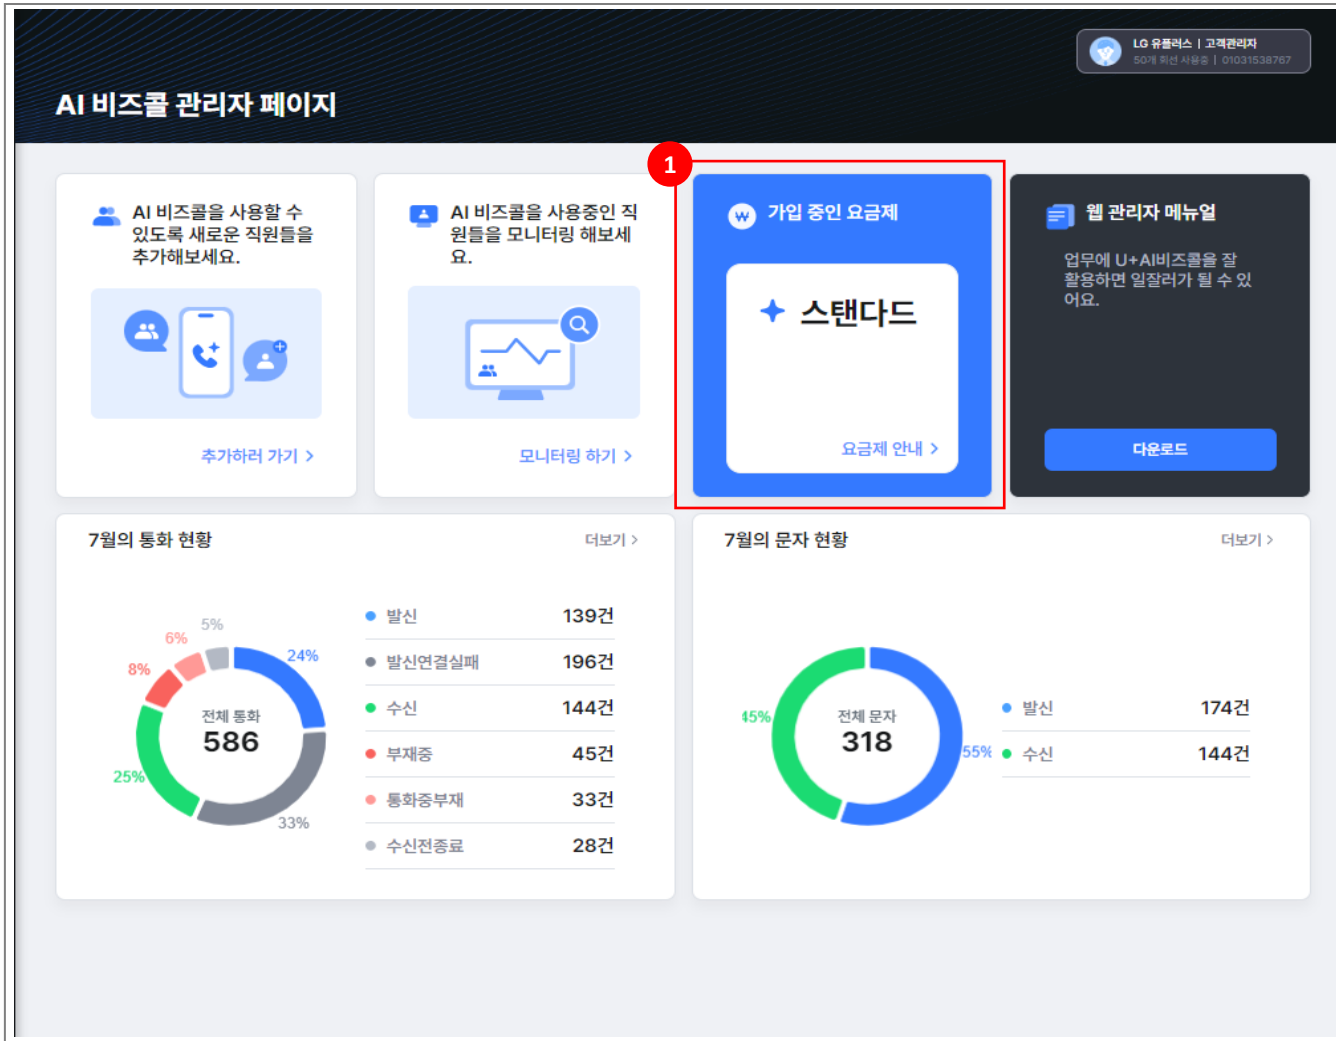 LG 유플러스 | 고객관리자
50개 회선 사용중 | 01031538767
AI 비즈콜 관리자 페이지
1
AI 비즈콜을 사용할 수
있도록 새로운 직원들을
추가해보세요.
추가하러 가기 >
AI 비즈콜을 사용중인 직
원들을 모니터링 해보세
요.
모니터링 하기 >
₩ 가입 중인 요금제
스탠다드
요금제 안내 >
웹 관리자 메뉴얼
업무에 U+AI비즈콜을 잘
활용하면 일잘러가 될 수 있
어요.
다운로드
7월의 통화 현황
더보기 >
5%
6%
8%
24%
25%
33%
전체 통화
586
발신 139건
발신연결실패 196건
수신 144건
부재중 45건
통화중부재 33건
수신전종료 28건
7월의 문자 현황
더보기 >
45%
55%
전체 문자
318
발신 174건
수신 144건